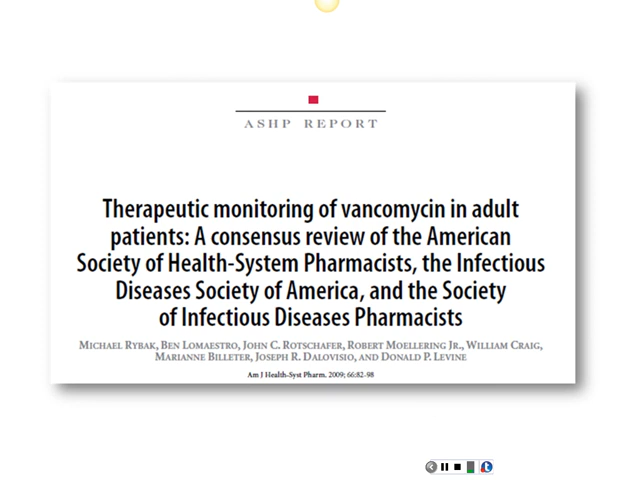 ASHP REPORT
Therapeutic monitoring of vancomycin in adult
patients: A consensus review of the American
Society of Health-System Pharmacists, the Infectious
Diseases Society of America, and the Society
of Infectious Diseases Pharmacists
MICHAEL RYBAK, BEN LOMAESTRO, JOHN C. ROTSCHAFER, ROBERT MOELLERING JR., WILLIAM CRAIG,
MARIANNE BILLETER, JOSEPH R. DALOVISIO, AND DONALD P. LEVINE
Am J Health-Syst Pharm. 2009; 66:82-98